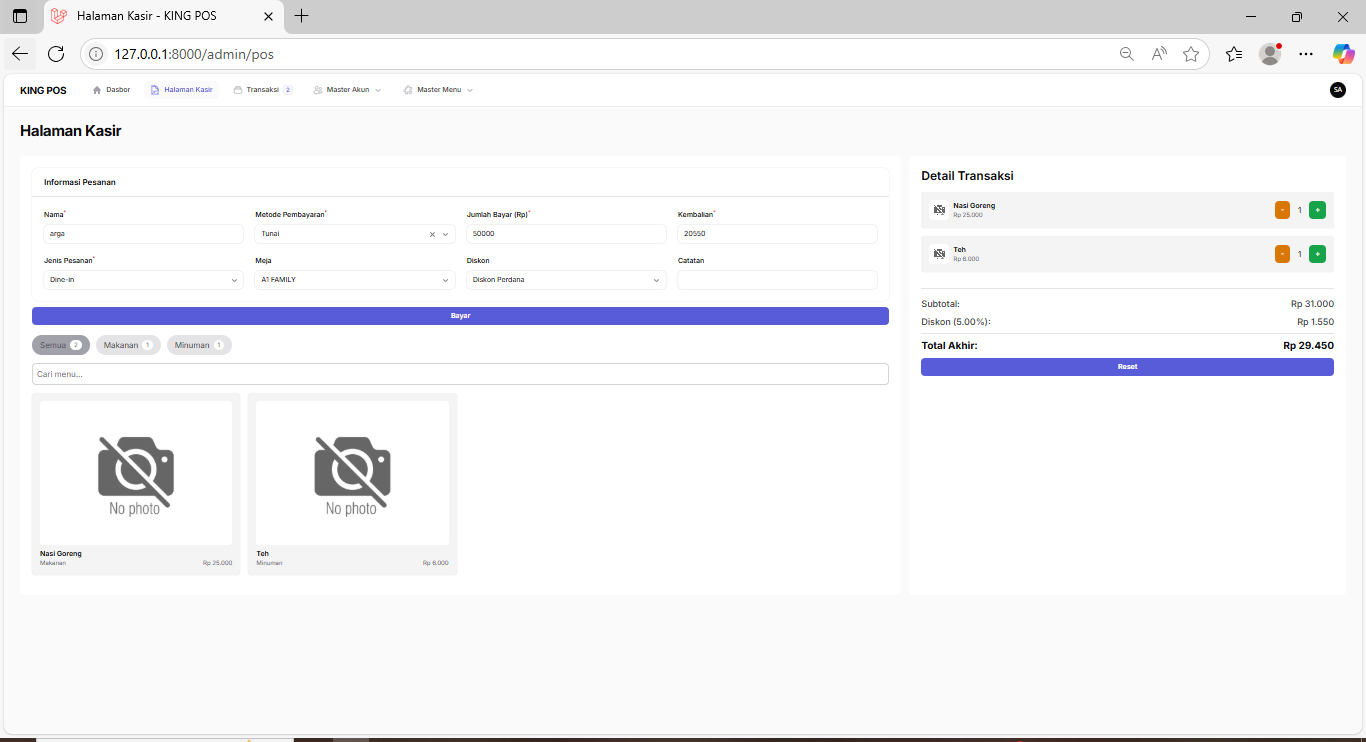 Halaman Kasir - KING POS
127.0.0.1:8000/admin/pos
KING POS Dasbor Halaman Kasir Transaksi 2 Master Akun Master Menu SA
Halaman Kasir
Informasi Pesanan
Nama* Metode Pembayaran* Jumlah Bayar (Rp)* Kembalian*
arga Tunai 50000 20550
Jenis Pesanan* Meja Diskon Catatan
Dine-in A1 FAMILY Diskon Perdana
Bayar
Semua 2 Makanan 1 Minuman 1
Cari menu...
No photo
Nasi Goreng
Makanan Rp 25.000
No photo
Teh
Minuman Rp 6.000
Detail Transaksi
Nasi Goreng
Rp 25.000
- 1 +
Teh
Rp 6.000
- 1 +
Subtotal: Rp 31.000
Diskon (5.00%): Rp 1.550
Total Akhir: Rp 29.450
Reset